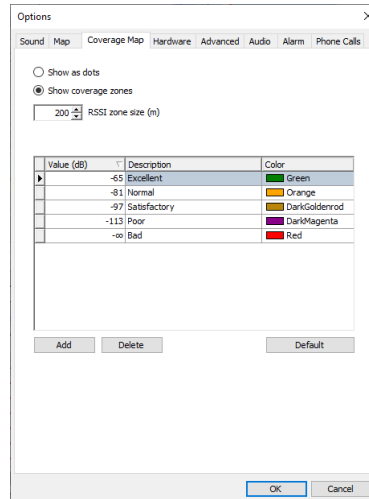 Options
Sound Map Coverage Map Hardware Advanced Audio Alarm Phone Calls
Show as dots
Show coverage zones
200 RSSI zone size (m)
Value (dB) Description Color
-65 Excellent Green
-81 Normal Orange
-97 Satisfactory DarkGoldenrod
-113 Poor DarkMagenta
-∞ Bad Red
Add Delete Default
OK Cancel